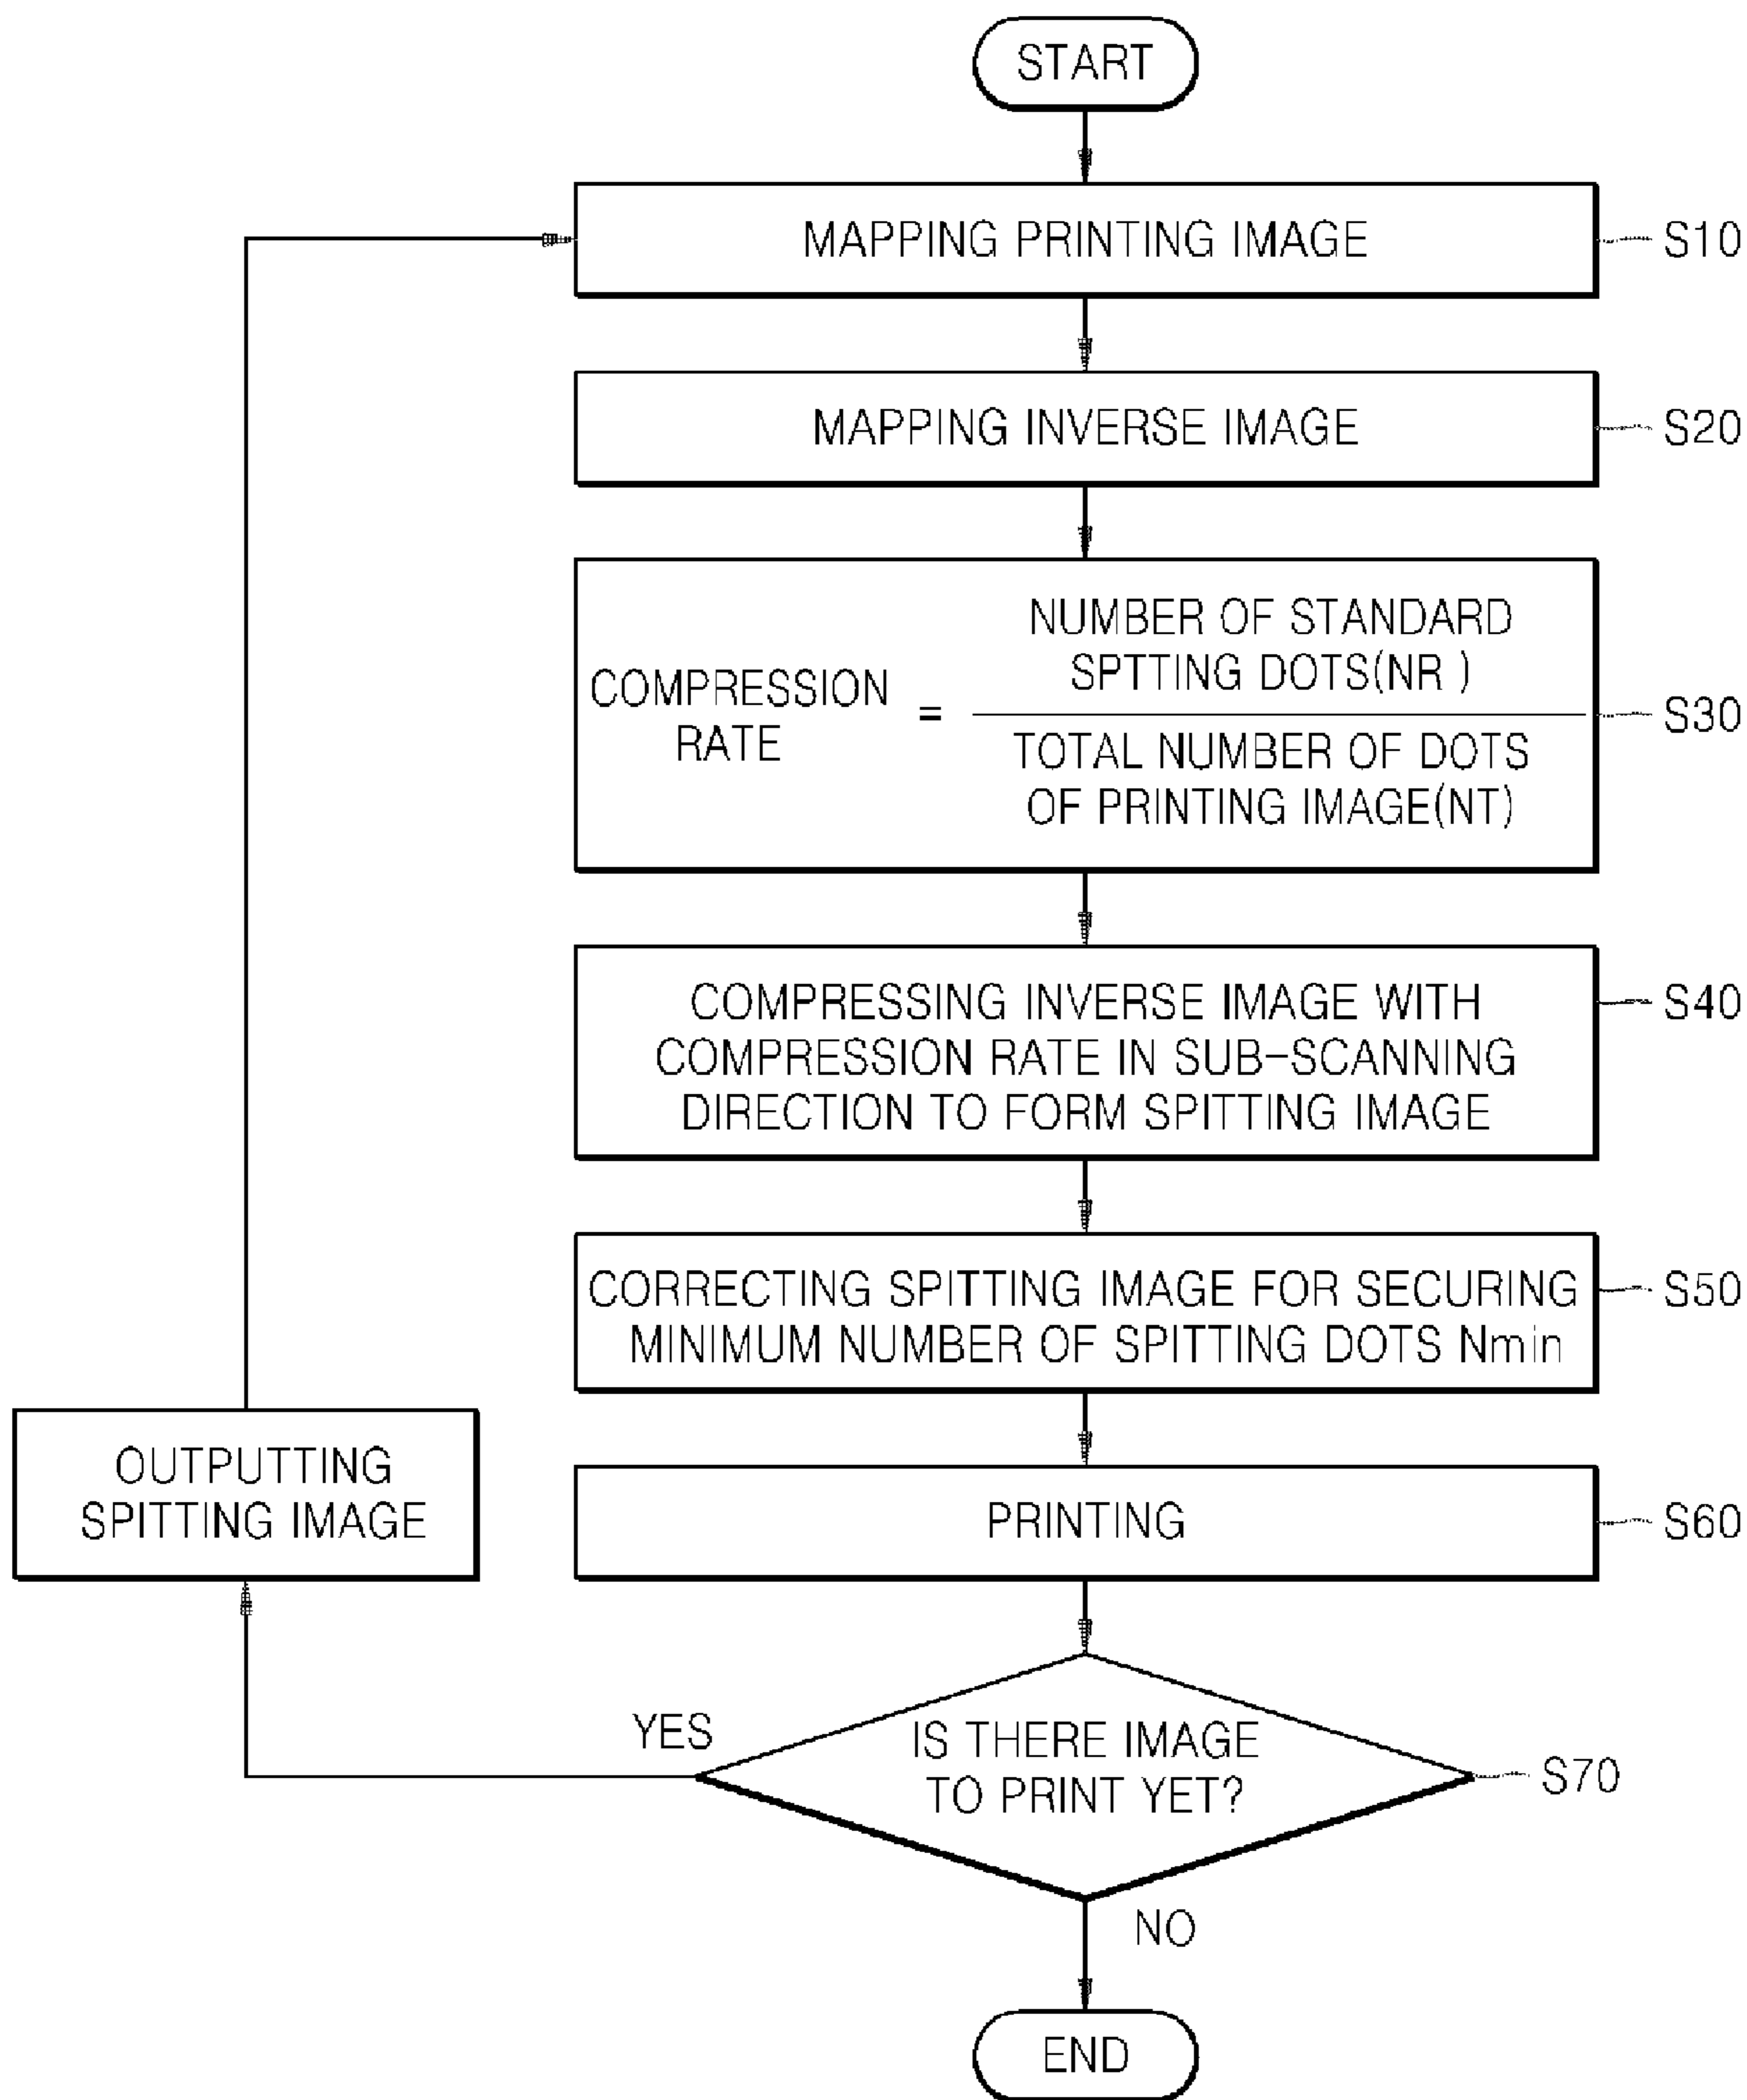 START
MAPPING PRINTING IMAGE
S10
MAPPING INVERSE IMAGE
S20
COMPRESSION
RATE
=
NUMBER OF STANDARD
SPTTING DOTS(NR )
TOTAL NUMBER OF DOTS
OF PRINTING IMAGE(NT)
S30
COMPRESSING INVERSE IMAGE WITH
COMPRESSION RATE IN SUB-SCANNING
DIRECTION TO FORM SPITTING IMAGE
S40
CORRECTING SPITTING IMAGE FOR SECURING
MINIMUM NUMBER OF SPITTING DOTS Nmin
S50
PRINTING
S60
IS THERE IMAGE
TO PRINT YET?
S70
YES
OUTPUTTING
SPITTING IMAGE
NO
END